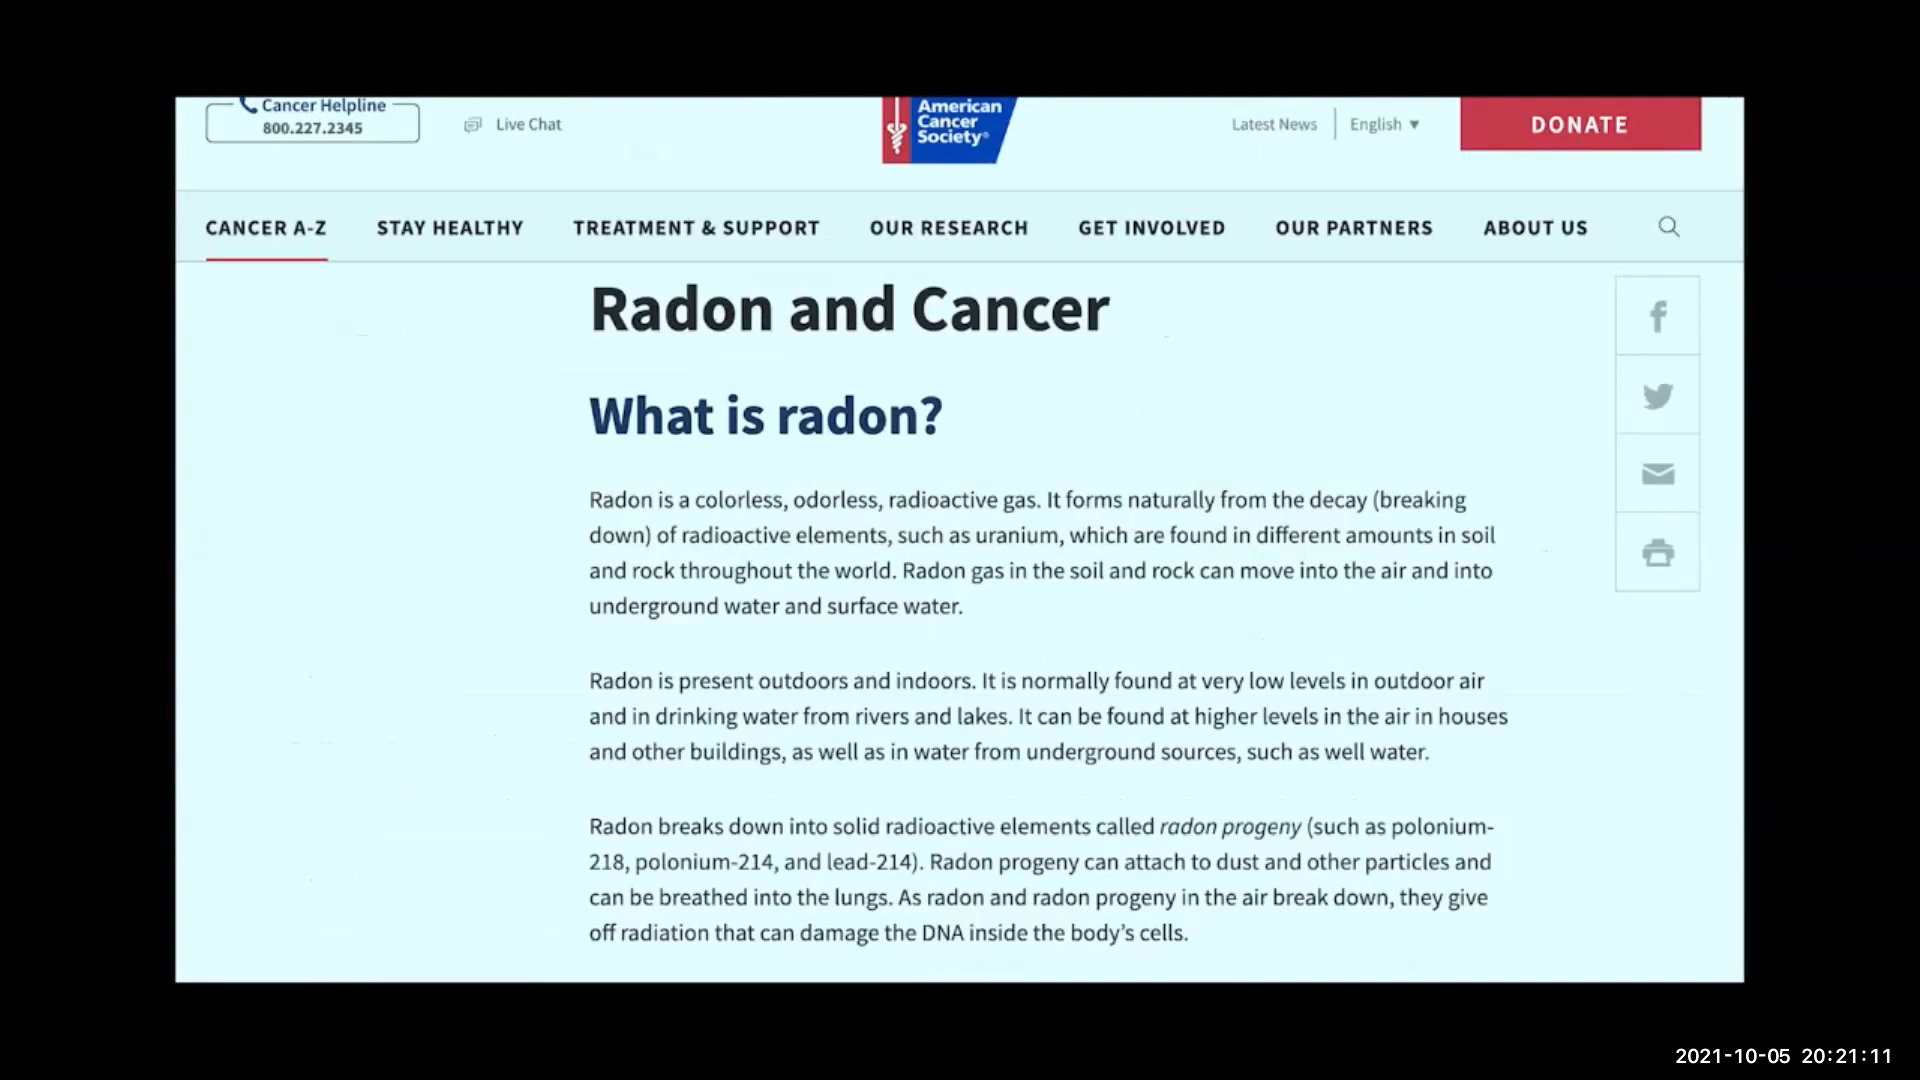 Cancer Helpline
800.227.2345
Live Chat
American
Cancer
Society®
Latest News
English ▼
DONATE
CANCER A-Z
STAY HEALTHY
TREATMENT & SUPPORT
OUR RESEARCH
GET INVOLVED
OUR PARTNERS
ABOUT US
Radon and Cancer
What is radon?
Radon is a colorless, odorless, radioactive gas. It forms naturally from the decay (breaking
down) of radioactive elements, such as uranium, which are found in different amounts in soil
and rock throughout the world. Radon gas in the soil and rock can move into the air and into
underground water and surface water.
Radon is present outdoors and indoors. It is normally found at very low levels in outdoor air
and in drinking water from rivers and lakes. It can be found at higher levels in the air in houses
and other buildings, as well as in water from underground sources, such as well water.
Radon breaks down into solid radioactive elements called radon progeny (such as polonium-
218, polonium-214, and lead-214). Radon progeny can attach to dust and other particles and
can be breathed into the lungs. As radon and radon progeny in the air break down, they give
off radiation that can damage the DNA inside the body’s cells.
2021-10-05 20:21:11